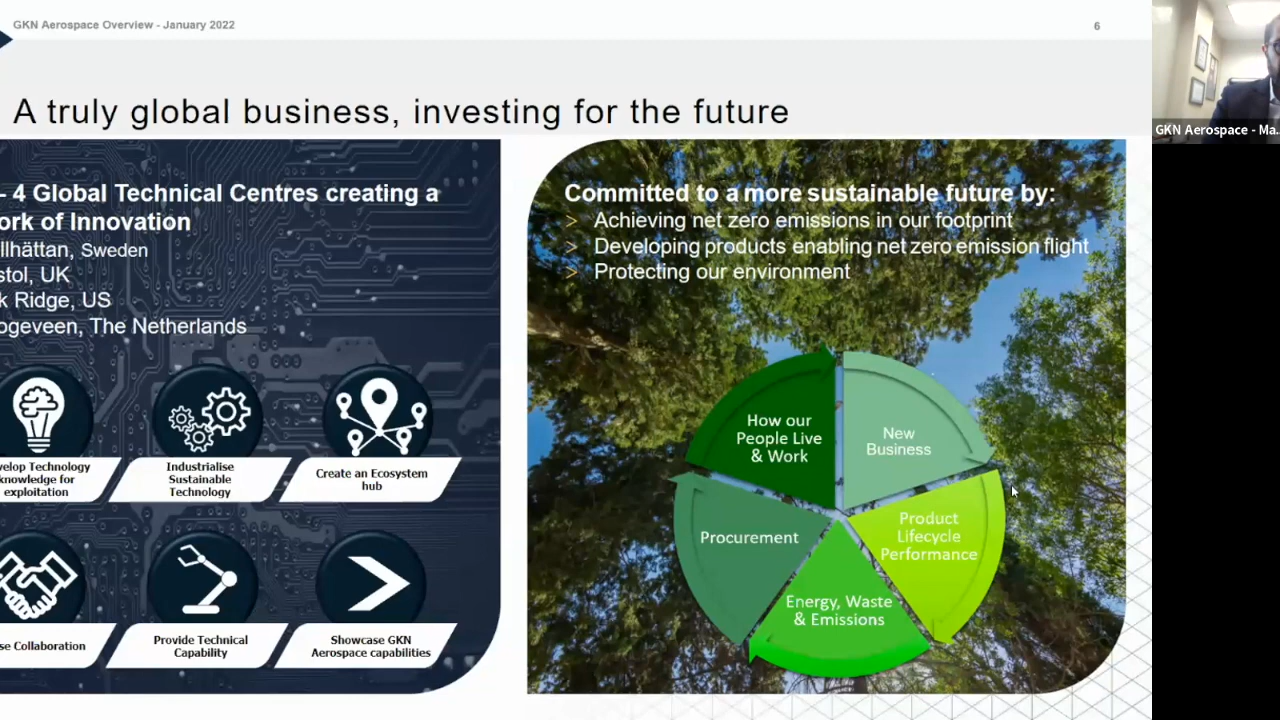 GKN Aerospace Overview - January 2022
6
A truly global business, investing for the future
GKN Aerospace - Ma...
- 4 Global Technical Centres creating a
ork of Innovation
llhättan, Sweden
stol, UK
k Ridge, US
ogeveen, The Netherlands
velop Technology
knowledge for
exploitation
Industrialise
Sustainable
Technology
Create an Ecosystem
hub
se Collaboration
Provide Technical
Capability
Showcase GKN
Aerospace capabilities
Committed to a more sustainable future by:
> Achieving net zero emissions in our footprint
> Developing products enabling net zero emission flight
> Protecting our environment
How our
People Live
& Work
New
Business
Procurement
Product
Lifecycle
Performance
Energy, Waste
& Emissions